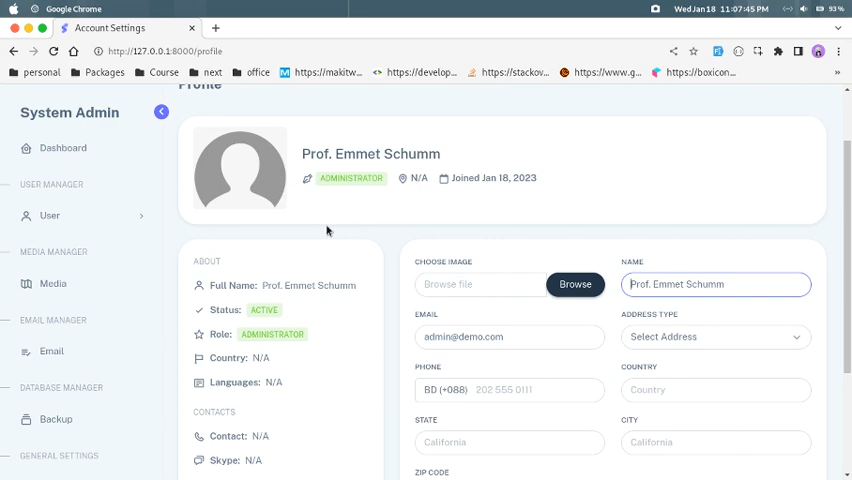 Google Chrome
Wed Jan 18 11:07:45 PM
93%
Account Settings
http://127.0.0.1:8000/profile
personal
Packages
Course
next
office
https://makitw...
https://develop...
https://stackov...
https://www.g...
https://boxicon...
System Admin
Dashboard
USER MANAGER
User
MEDIA MANAGER
Media
EMAIL MANAGER
Email
DATABASE MANAGER
Backup
GENERAL SETTINGS
Profile
Prof. Emmet Schumm
ADMINISTRATOR N/A Joined Jan 18, 2023
ABOUT
Full Name: Prof. Emmet Schumm
Status: ACTIVE
Role: ADMINISTRATOR
Country: N/A
Languages: N/A
CONTACTS
Contact: N/A
Skype: N/A
CHOOSE IMAGE
Browse file Browse
NAME
Prof. Emmet Schumm
EMAIL
admin@demo.com
ADDRESS TYPE
Select Address
PHONE
BD (+088) 202 555 0111
COUNTRY
Country
STATE
California
CITY
California
ZIP CODE